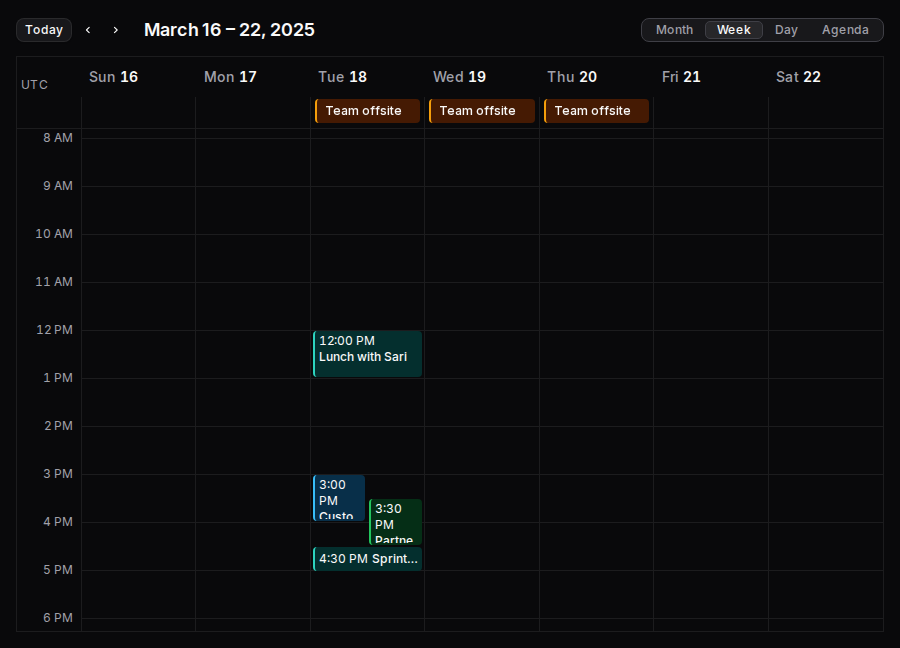 Today ‹ › March 16 – 22, 2025 Month Week Day Agenda
UTC Sun 16 Mon 17 Tue 18 Wed 19 Thu 20 Fri 21 Sat 22
Team offsite Team offsite Team offsite
8 AM
9 AM
10 AM
11 AM
12 PM
12:00 PM
Lunch with Sari
1 PM
2 PM
3 PM
3:00
PM
Custo
3:30
PM
Partne
4 PM
4:30 PM Sprint...
5 PM
6 PM